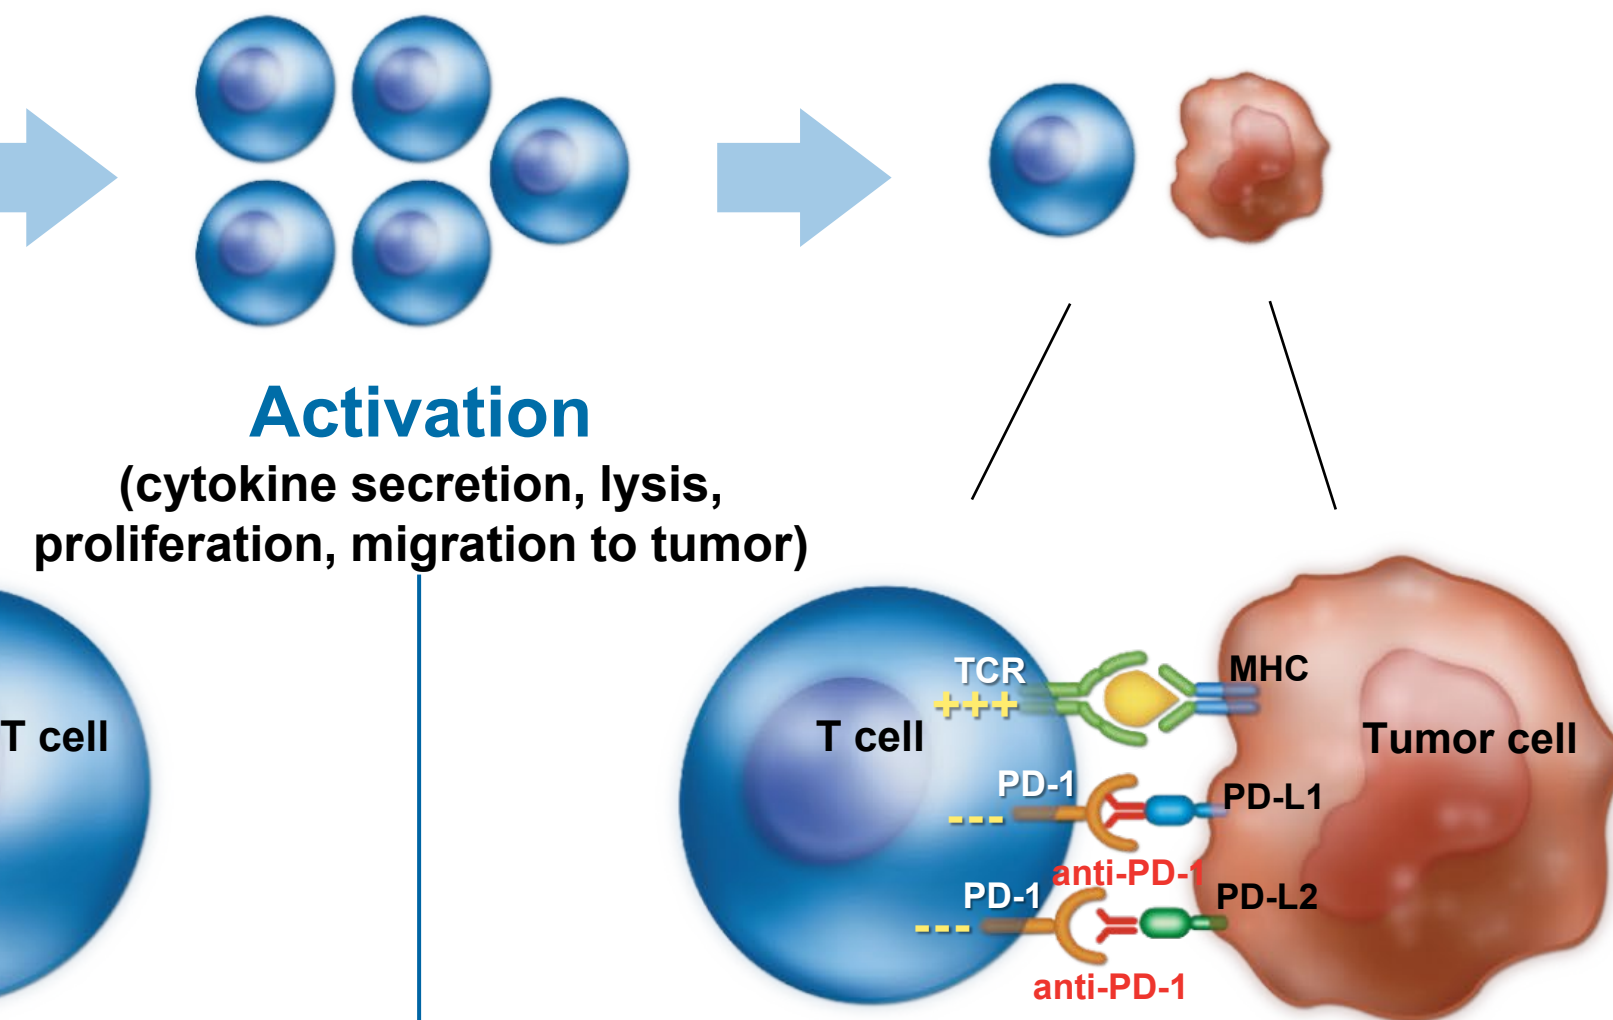 Activation
(cytokine secretion, lysis,
proliferation, migration to tumor)
T cell
T cell
TCR
+++
MHC
Tumor cell
PD-1
---
PD-L1
anti-PD-1
PD-1
---
PD-L2
anti-PD-1